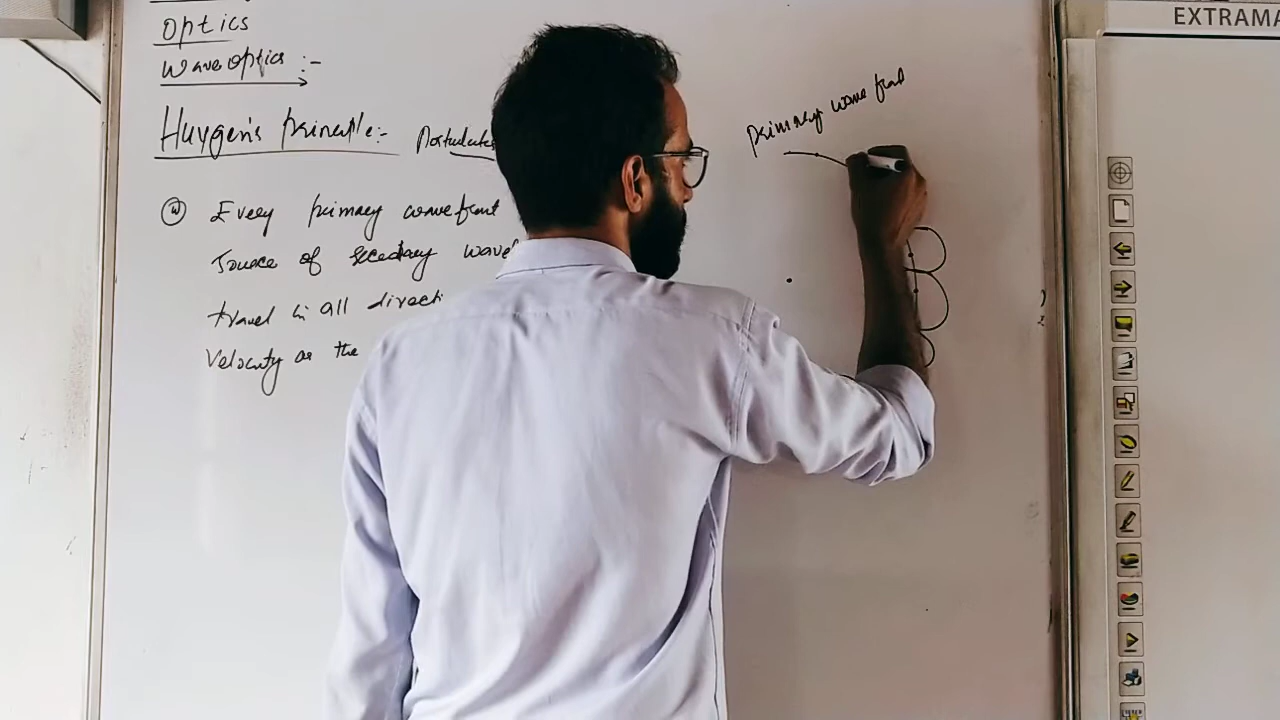 Optics
Wave optics :-
Huygen's Principle:- Postulates
Every primary wavefront
source of secondary wave
travel in all directi
Velocity as the
Primary wave front
EXTRAMA